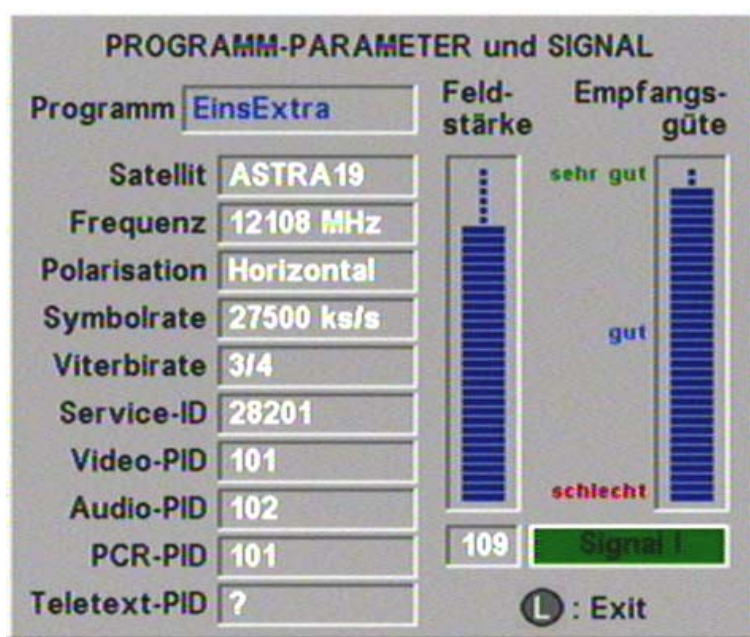 PROGRAMM-PARAMETER und SIGNAL
Programm EinsExtra
Feld-
stärke
Empfangs-
güte
Satellit ASTRA19
Frequenz 12108 MHz
Polarisation Horizontal
Symbolrate 27500 ks/s
Viterbirate 3/4
Service-ID 28201
Video-PID 101
Audio-PID 102
PCR-PID 101
Teletext-PID ?
sehr gut
gut
schlecht
109 Signal !
L : Exit